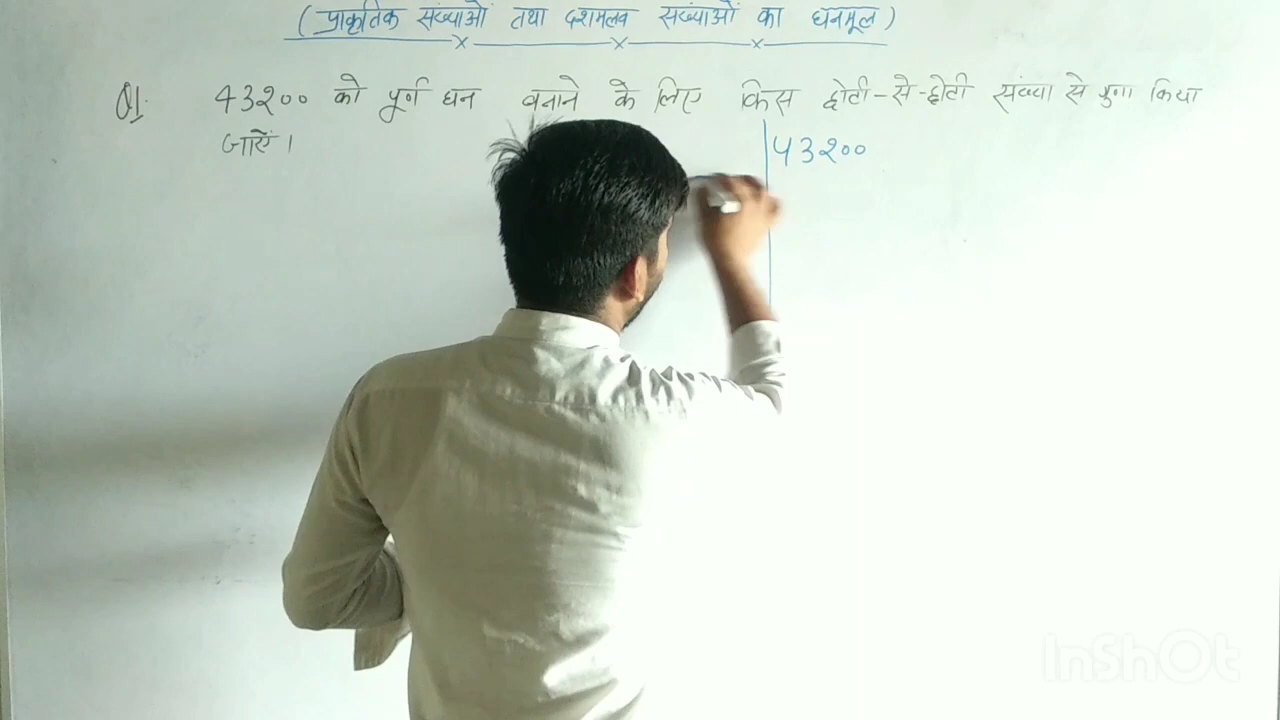 (प्राकृतिक संख्याओं तथा दशमलव संख्याओं का घनमूल)
Q1. 43200 को पूर्ण घन बनाने के लिए किस छोटी-से-छोटी संख्या से गुणा किया
जाएँ।
43200
InShOt